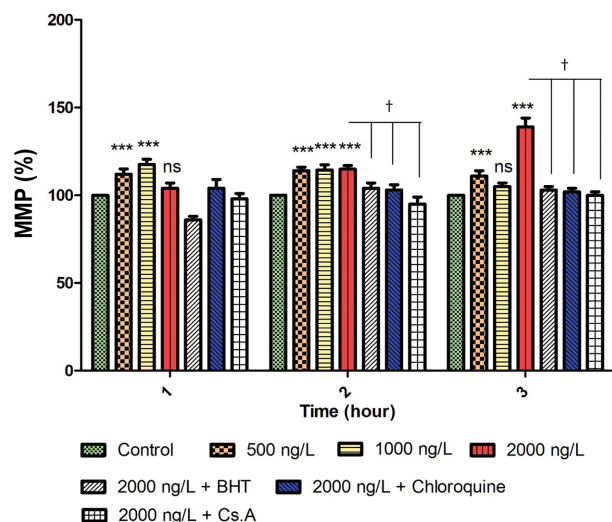 200
150
100
50
0
MMP (%)
***
***
ns
***
***
***
†
***
ns
***
†
1
2
3
Time (hour)
Control
500 ng/L
1000 ng/L
2000 ng/L
2000 ng/L + BHT
2000 ng/L + Chloroquine
2000 ng/L + Cs.A